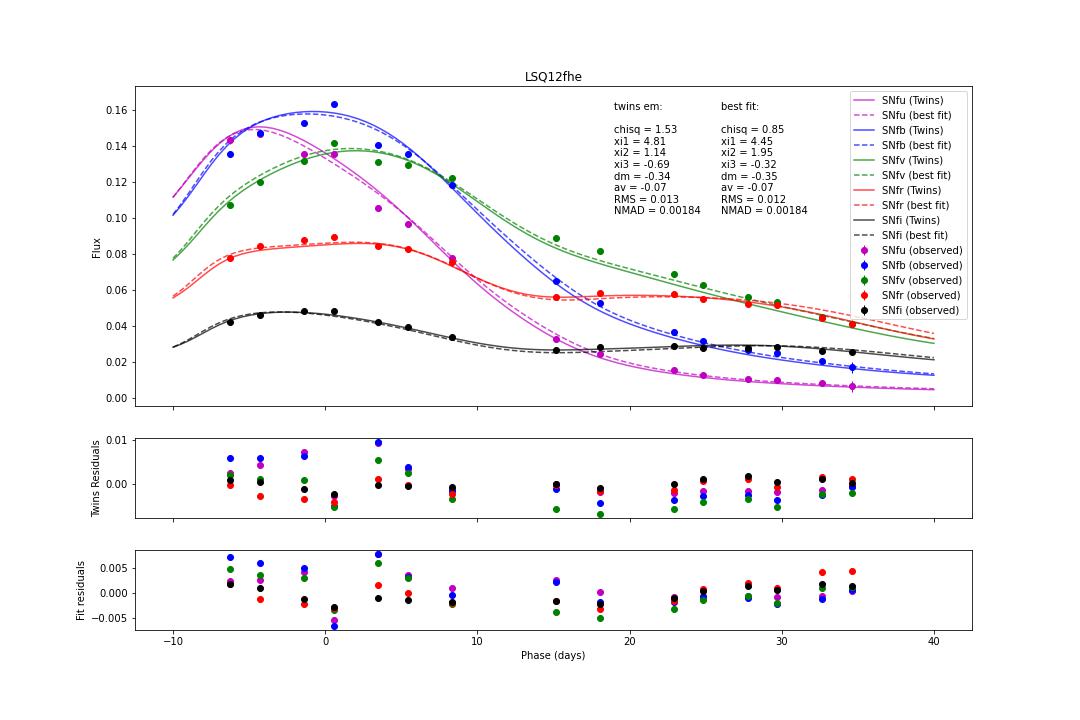 LSQ12fhe
Flux
0.16
0.14
0.12
0.10
0.08
0.06
0.04
0.02
0.00
twins em:
chisq = 1.53
xi1 = 4.81
xi2 = 1.14
xi3 = -0.69
dm = -0.34
av = -0.07
RMS = 0.013
NMAD = 0.00184
best fit:
chisq = 0.85
xi1 = 4.45
xi2 = 1.95
xi3 = -0.32
dm = -0.35
av = -0.07
RMS = 0.012
NMAD = 0.00184
SNfu (Twins)
SNfu (best fit)
SNfb (Twins)
SNfb (best fit)
SNfv (Twins)
SNfv (best fit)
SNfr (Twins)
SNfr (best fit)
SNfi (Twins)
SNfi (best fit)
SNfu (observed)
SNfb (observed)
SNfv (observed)
SNfr (observed)
SNfi (observed)
Twins Residuals
0.01
0.00
Fit residuals
0.005
0.000
−0.005
−10 0 10 20 30 40
Phase (days)